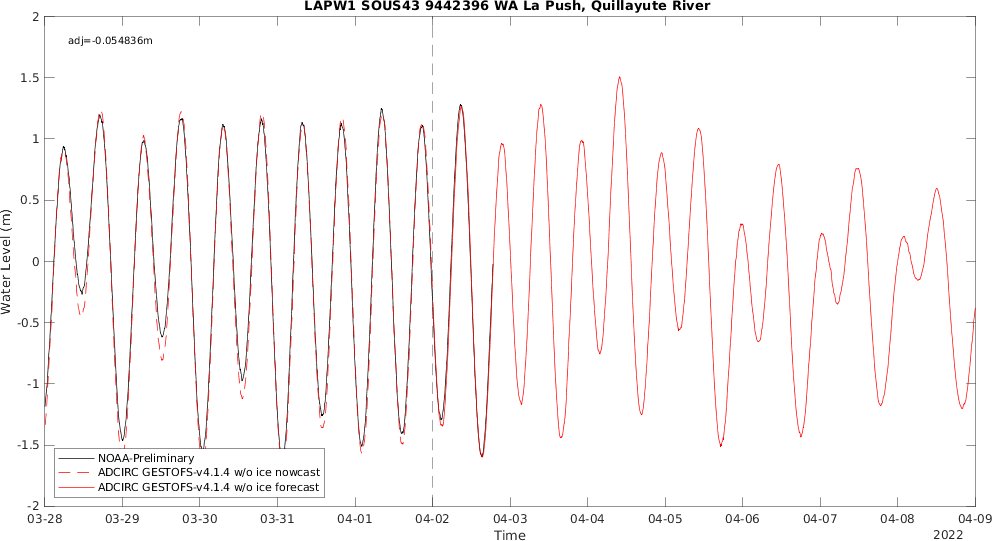 LAPW1 SOUS43 9442396 WA La Push, Quillayute River
adj=-0.054836m
2
1.5
1
0.5
0
-0.5
-1
-1.5
-2
Water Level (m)
NOAA-Preliminary
ADCIRC GESTOFS-v4.1.4 w/o ice nowcast
ADCIRC GESTOFS-v4.1.4 w/o ice forecast
03-28 03-29 03-30 03-31 04-01 04-02 04-03 04-04 04-05 04-06 04-07 04-08 04-09
Time
2022